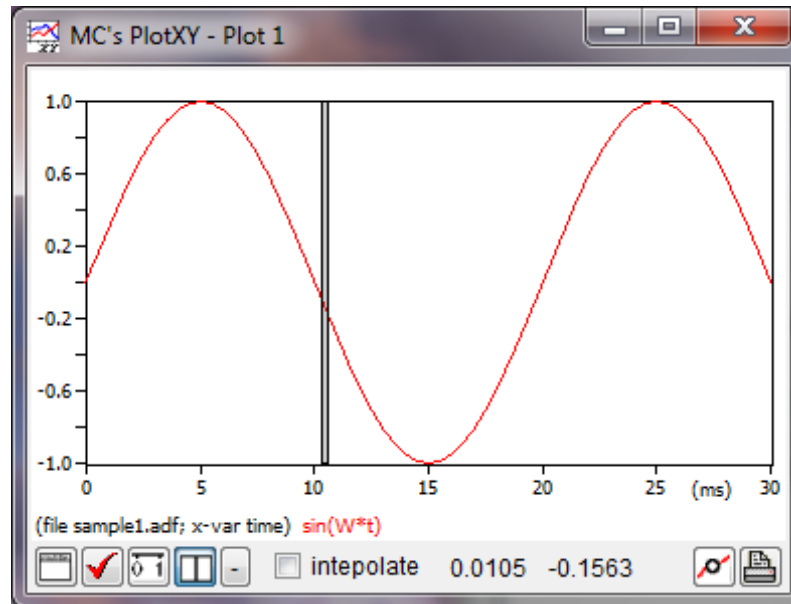 MC's PlotXY - Plot 1
1.0
0.6
0.2
-0.2
-0.6
-1.0
0 5 10 15 20 25 (ms) 30
(file sample1.adf; x-var time) sin(W*t)
0 1 - intepolate 0.0105 -0.1563